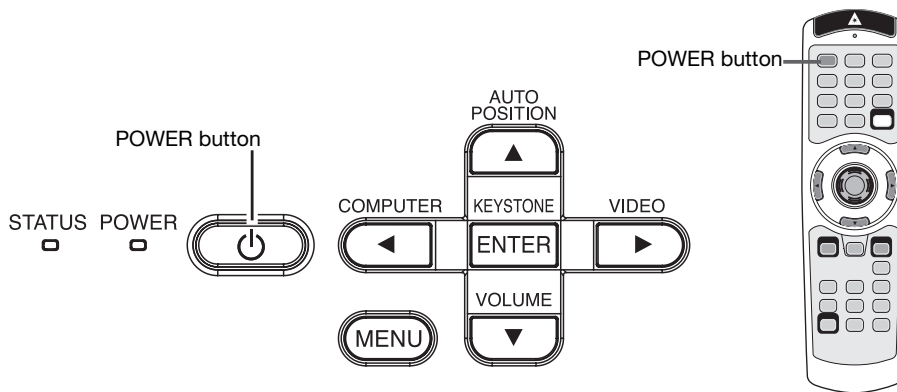 POWER button
POWER button
AUTO
POSITION
STATUS POWER
COMPUTER KEYSTONE VIDEO
ENTER
VOLUME
MENU